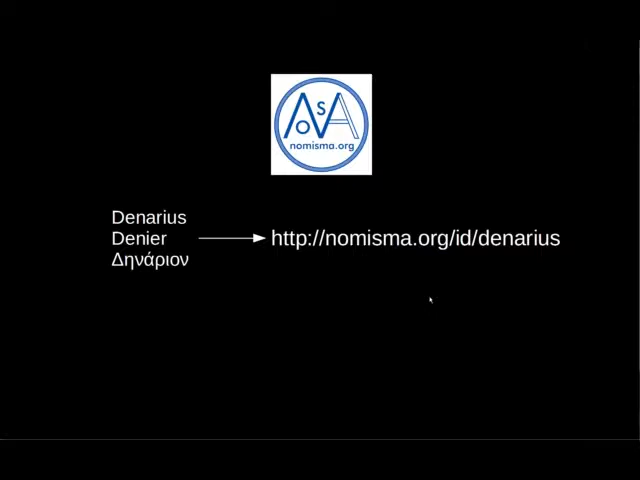 nomisma.org
Denarius
Denier
Δηνάριον
http://nomisma.org/id/denarius